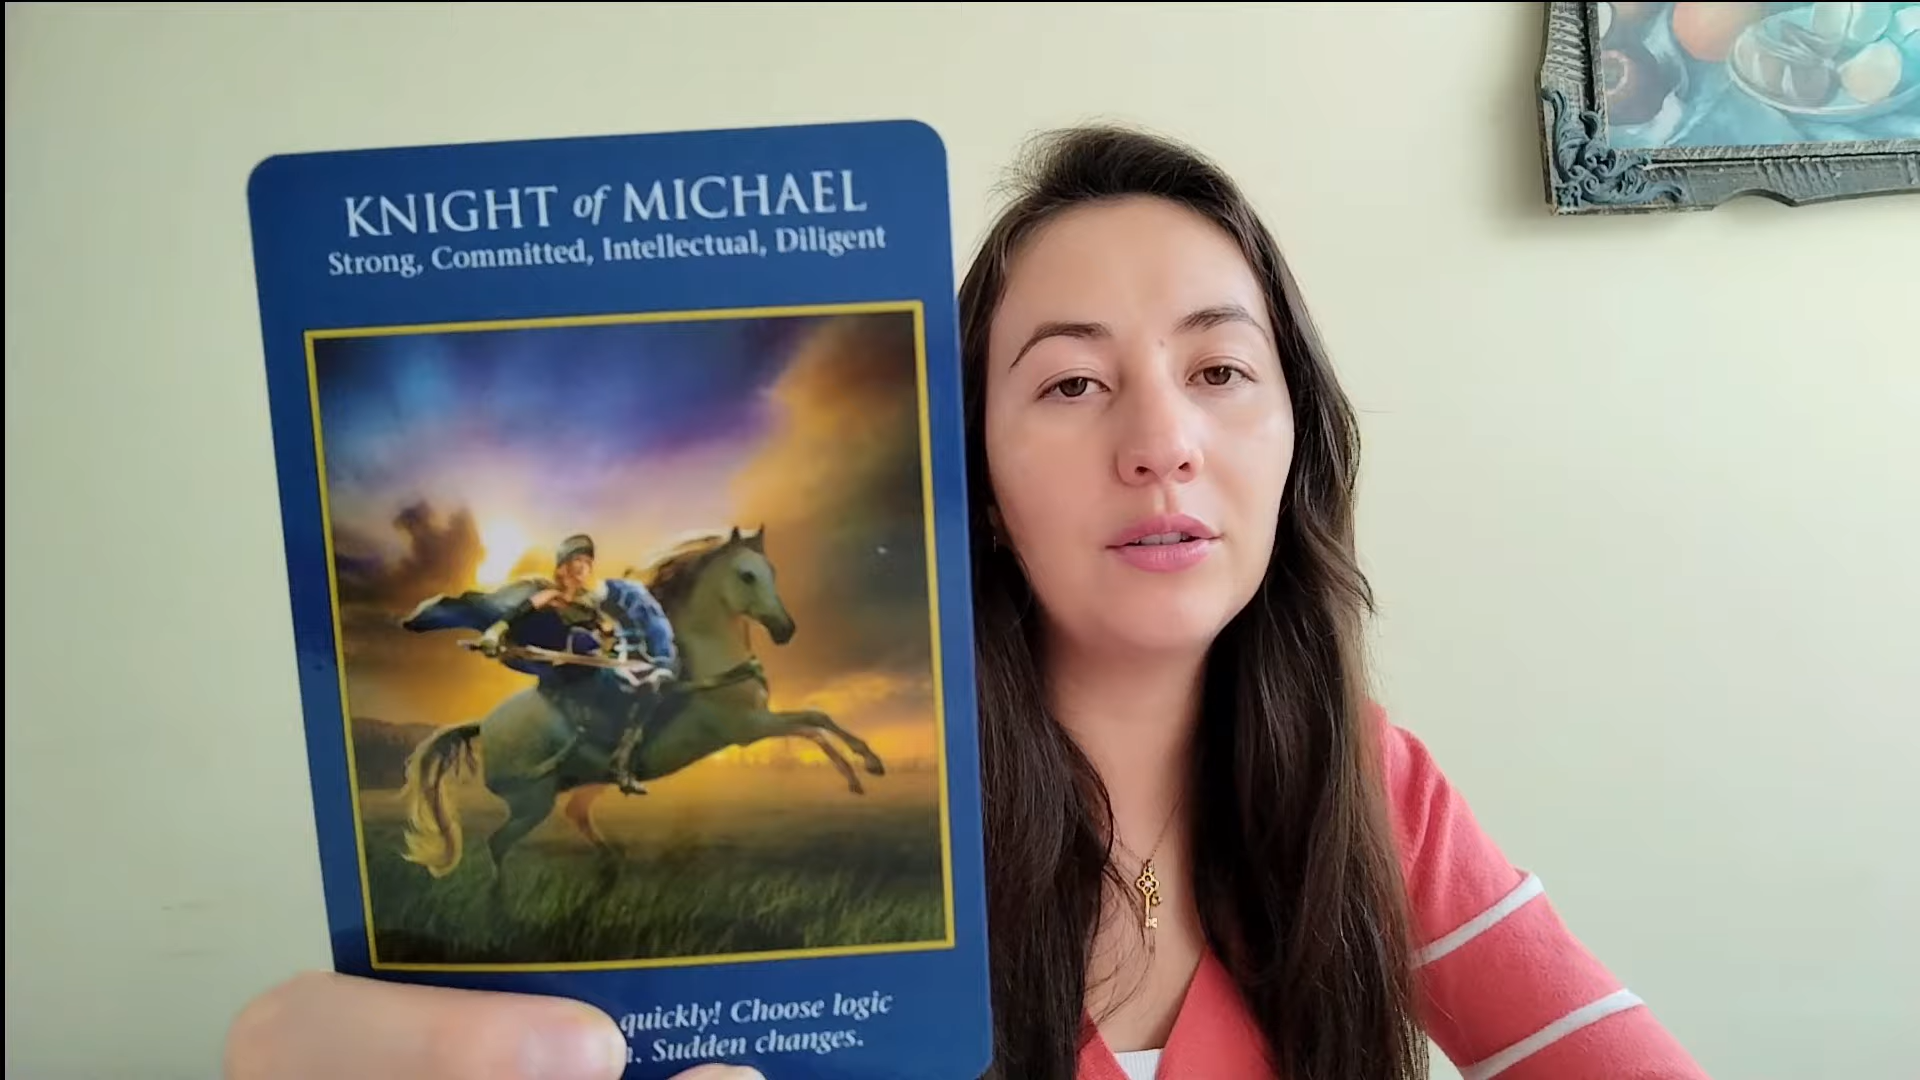 KNIGHT of MICHAEL
Strong, Committed, Intellectual, Diligent
quickly! Choose logic
Sudden changes.